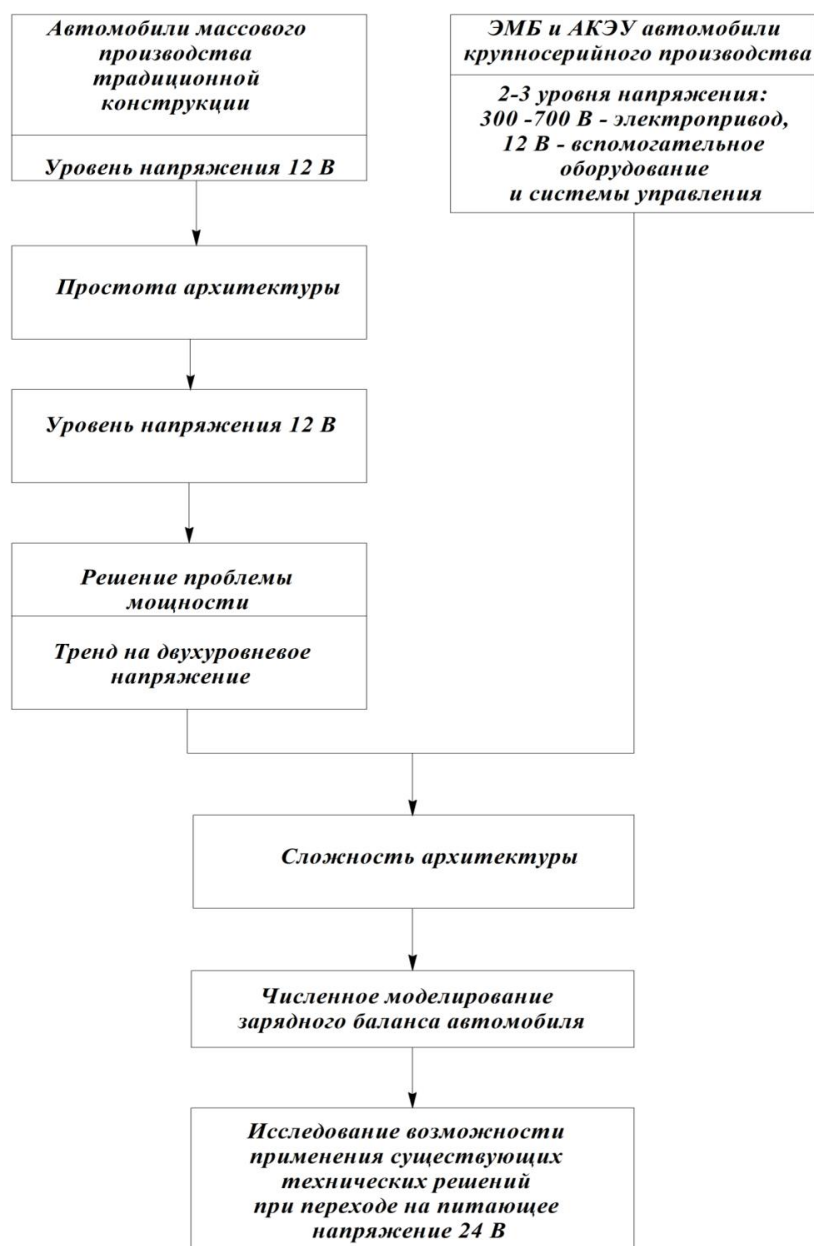 Автомобили массового
производства
традиционной
конструкции
Уровень напряжения 12 В
ЭМБ и АКЭУ автомобили
крупносерийного производства
2-3 уровня напряжения:
300 -700 В - электропривод,
12 В - вспомогательное
оборудование
и системы управления
Простота архитектуры
Уровень напряжения 12 В
Решение проблемы
мощности
Тренд на двухуровневое
напряжение
Сложность архитектуры
Численное моделирование
зарядного баланса автомобиля
Исследование возможности
применения существующих
технических решений
при переходе на питающее
напряжение 24 В